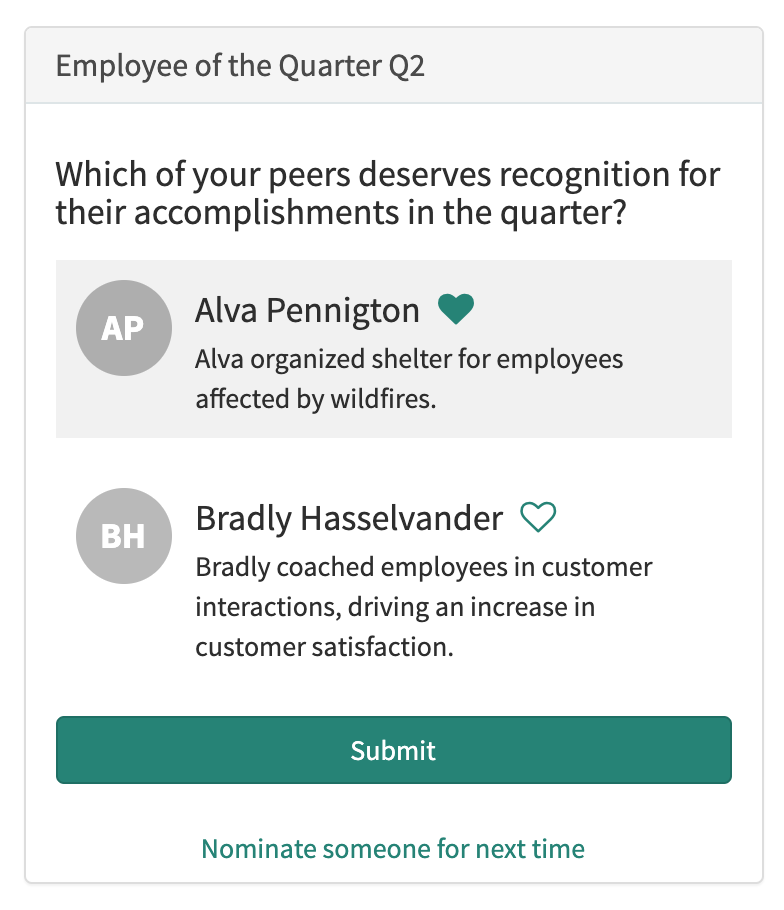 Employee of the Quarter Q2
Which of your peers deserves recognition for
their accomplishments in the quarter?
AP
Alva Pennigton
Alva organized shelter for employees
affected by wildfires.
BH
Bradly Hasselvander
Bradly coached employees in customer
interactions, driving an increase in
customer satisfaction.
Submit
Nominate someone for next time